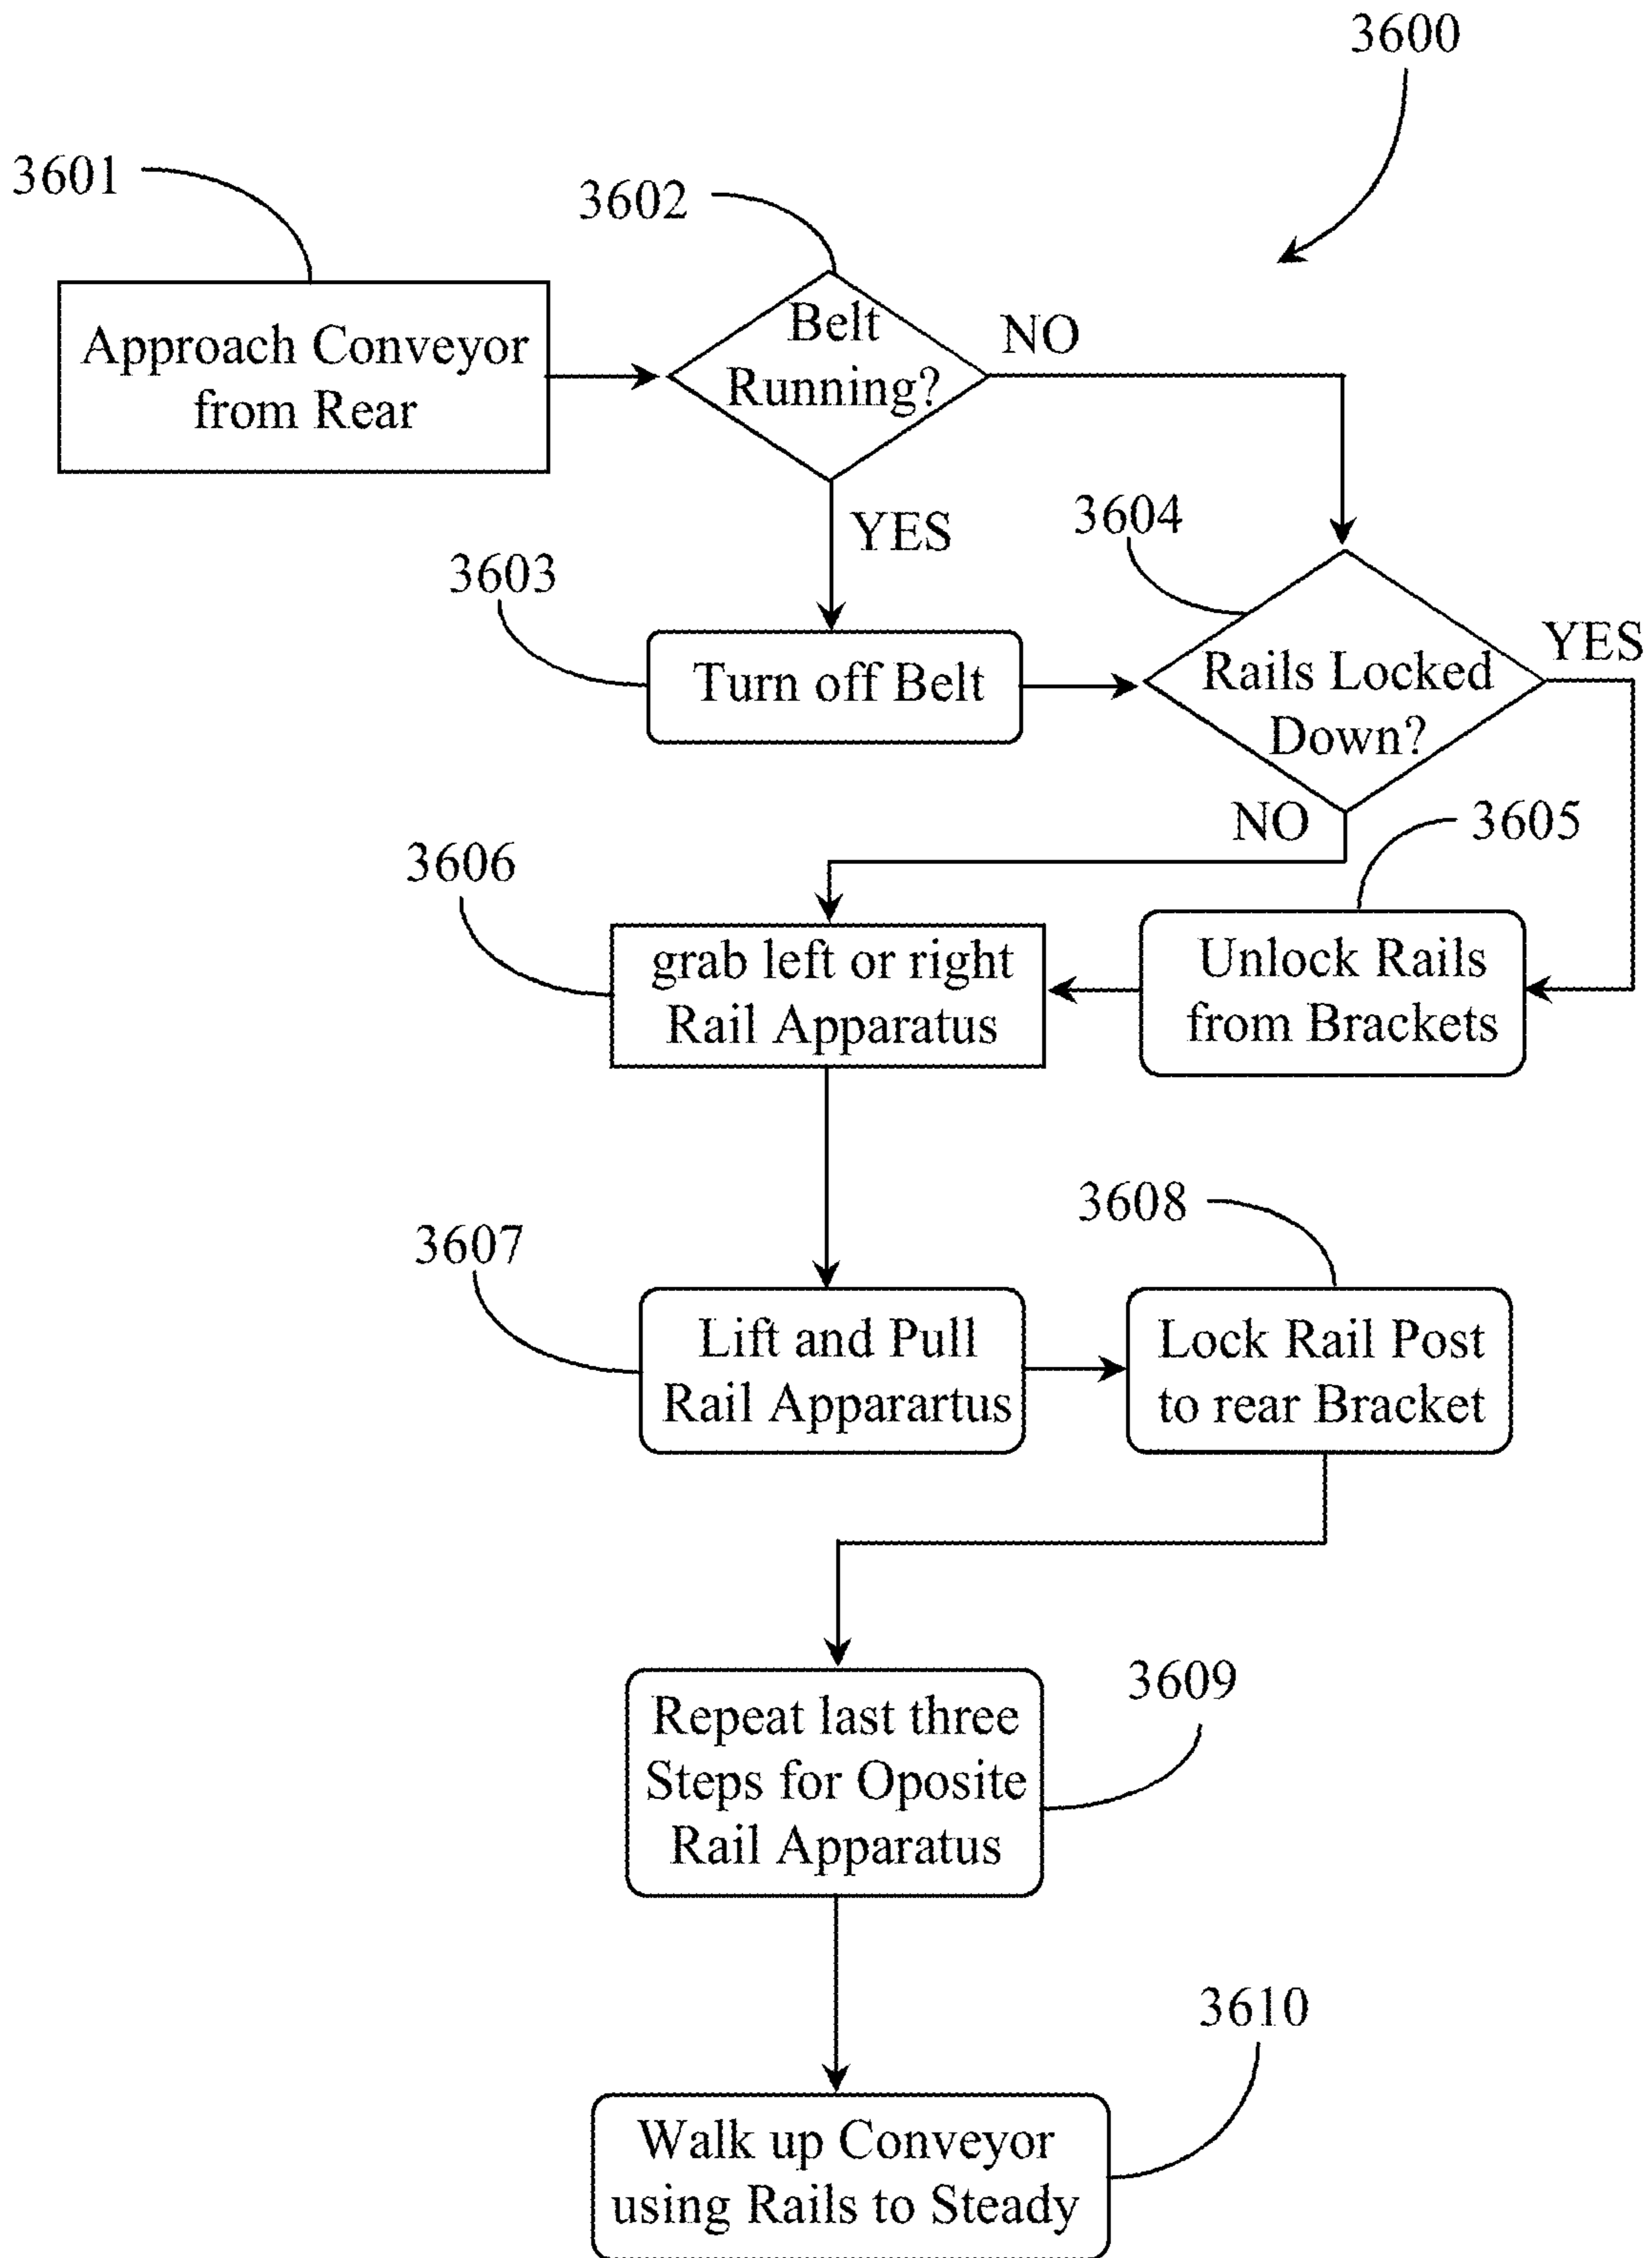 3600
3601
3602
Approach Conveyor
from Rear
Belt
Running?
NO
YES
3603
3604
Turn off Belt
Rails Locked
Down?
YES
NO
3605
3606
grab left or right
Rail Apparatus
Unlock Rails
from Brackets
3607
3608
Lift and Pull
Rail Apparartus
Lock Rail Post
to rear Bracket
3609
Repeat last three
Steps for Oposite
Rail Apparatus
3610
Walk up Conveyor
using Rails to Steady